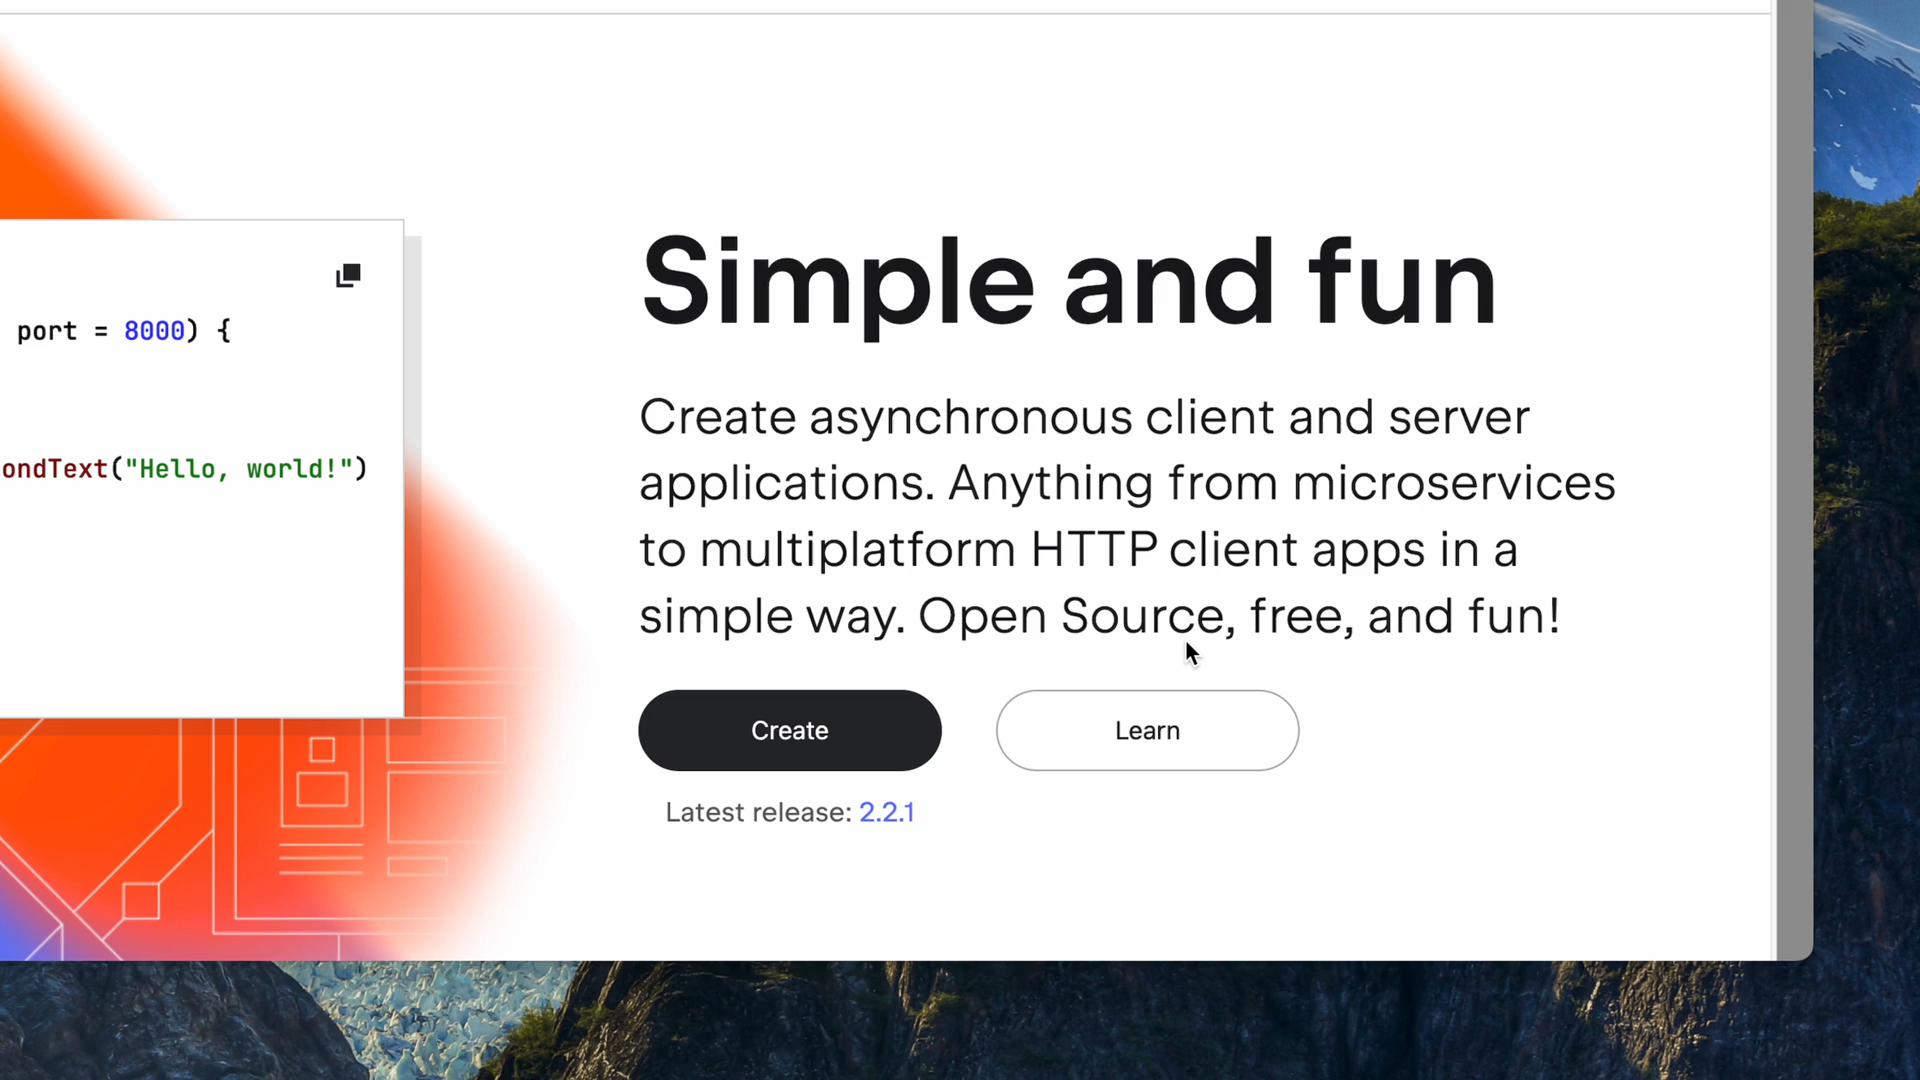 port = 8000) {
ondText("Hello, world!")
Simple and fun
Create asynchronous client and server
applications. Anything from microservices
to multiplatform HTTP client apps in a
simple way. Open Source, free, and fun!
Create
Learn
Latest release: 2.2.1